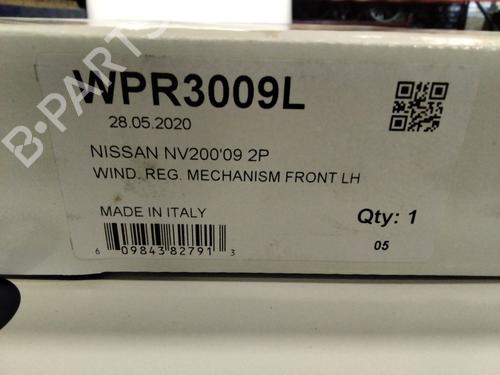 WPR3009L
28.05.2020
NISSAN NV200'09 2P
WIND. REG. MECHANISM FRONT LH
MADE IN ITALY
Qty: 1
05
6 09843 82791 3
B-PARTS